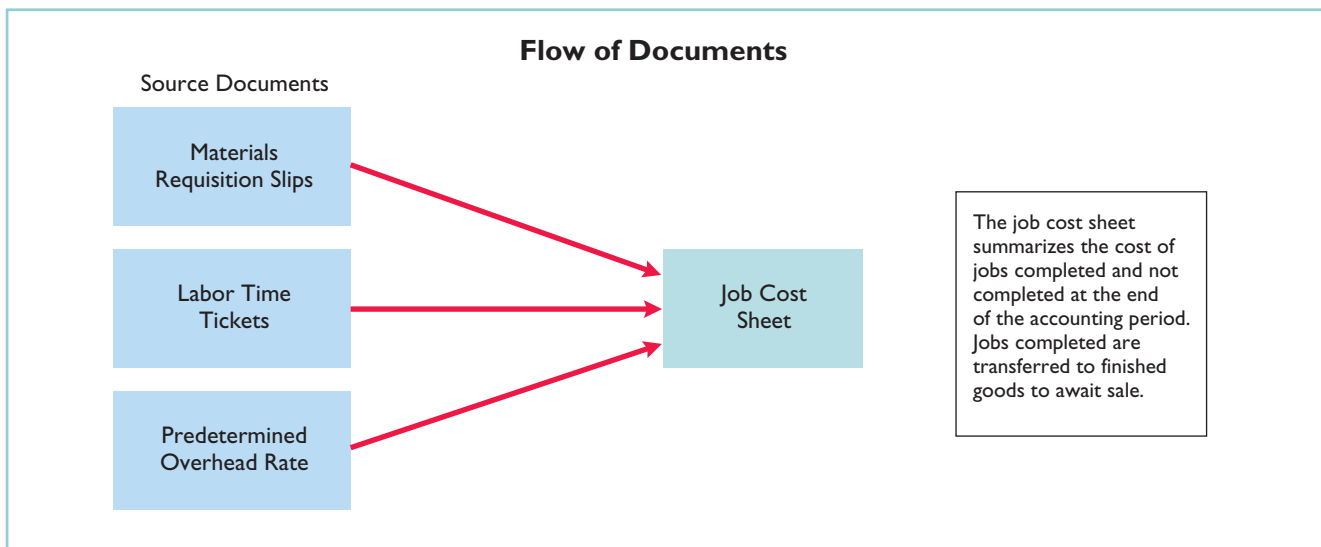 Flow of Documents
Source Documents
Materials
Requisition Slips
Labor Time
Tickets
Predetermined
Overhead Rate
Job Cost
Sheet
The job cost sheet
summarizes the cost of
jobs completed and not
completed at the end
of the accounting period.
Jobs completed are
transferred to finished
goods to await sale.